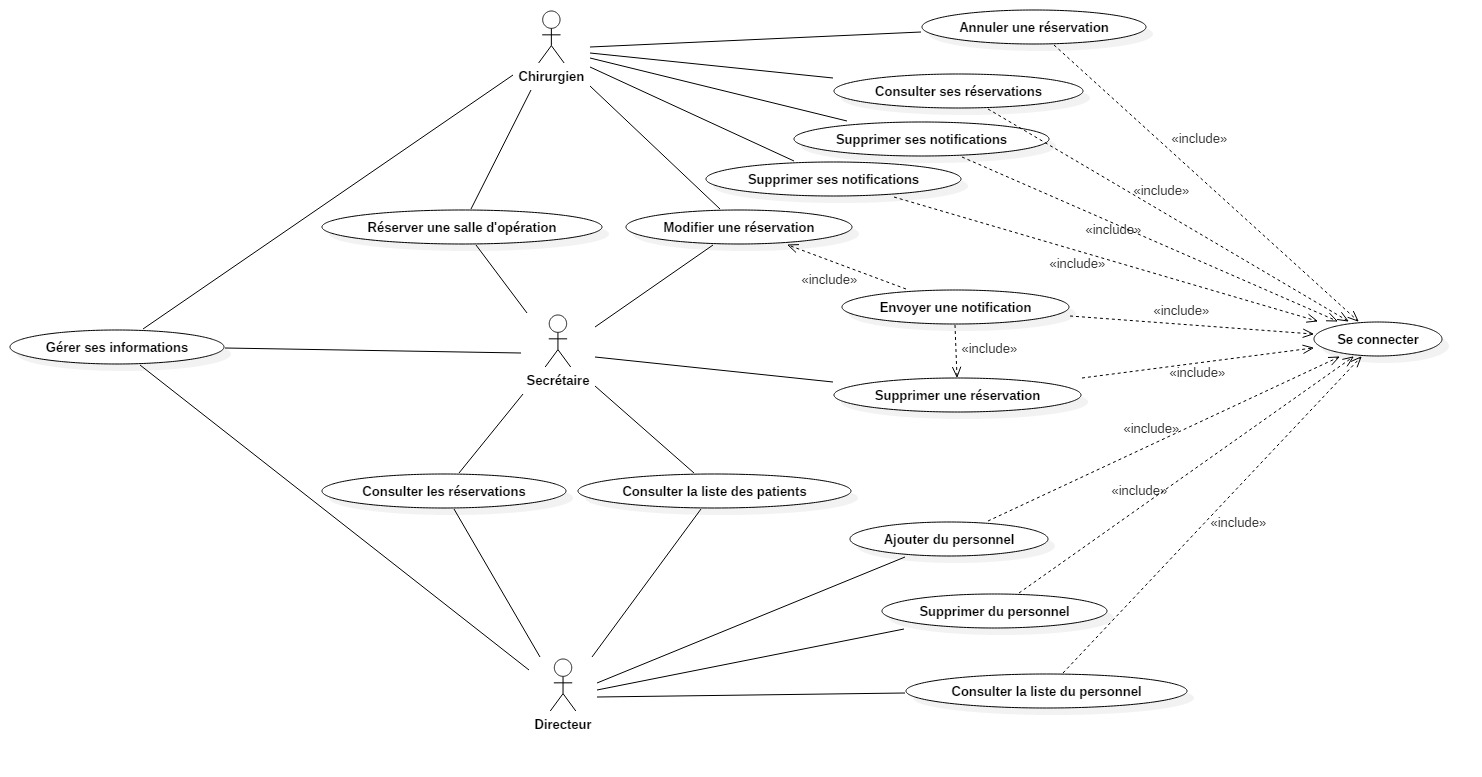 Annuler une réservation
Chirurgien
Consulter ses réservations
Supprimer ses notifications
«include»
Supprimer ses notifications
«include»
Réserver une salle d'opération
Modifier une réservation
«include»
«include»
«include»
Envoyer une notification
«include»
Se connecter
Gérer ses informations
«include»
«include»
Secrétaire
Supprimer une réservation
«include»
Consulter les réservations
Consulter la liste des patients
«include»
«include»
Ajouter du personnel
Supprimer du personnel
Consulter la liste du personnel
Directeur